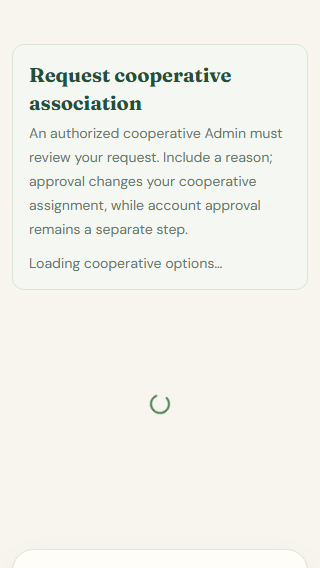 Request cooperative
association
An authorized cooperative Admin must
review your request. Include a reason;
approval changes your cooperative
assignment, while account approval
remains a separate step.
Loading cooperative options…